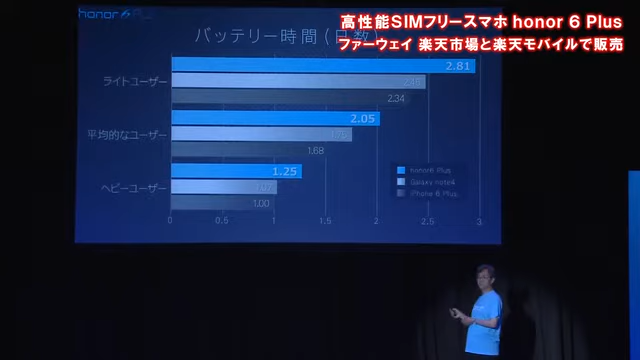 honor 6 Plus
高性能SIMフリースマホ honor 6 Plus
ファーウェイ 楽天市場と楽天モバイルで販売
バッテリー時間(日数)
ライトユーザー
2.81
2.34
平均的なユーザー
2.05
1.68
ヘビーユーザー
1.25
1.07
1.00
honor6 Plus
Galaxy note4
iPhone 6 Plus
0 0.5 1 1.5 2 2.5 3